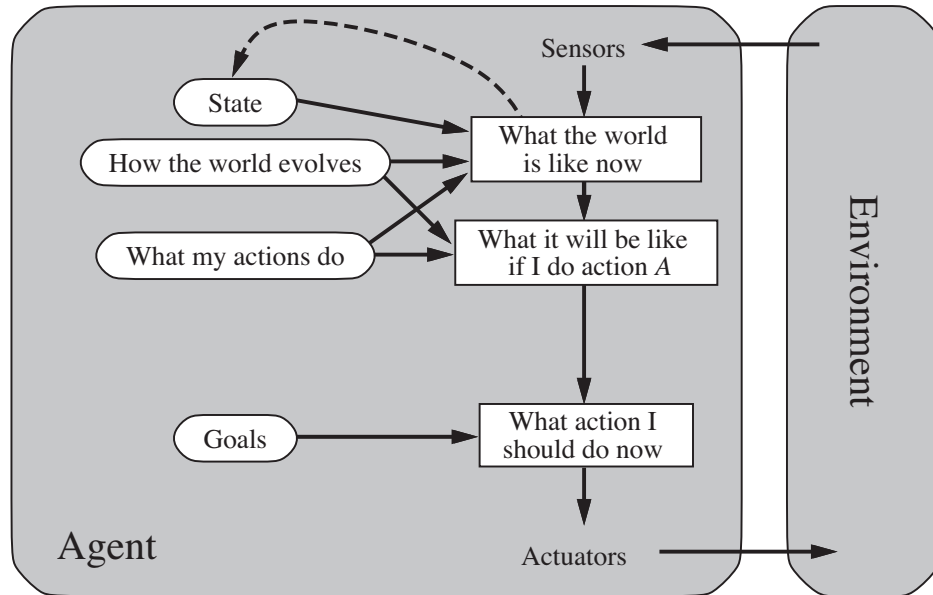 Sensors
State
What the world
is like now
How the world evolves
What it will be like
if I do action A
What my actions do
Environment
What action I
should do now
Goals
Agent
Actuators